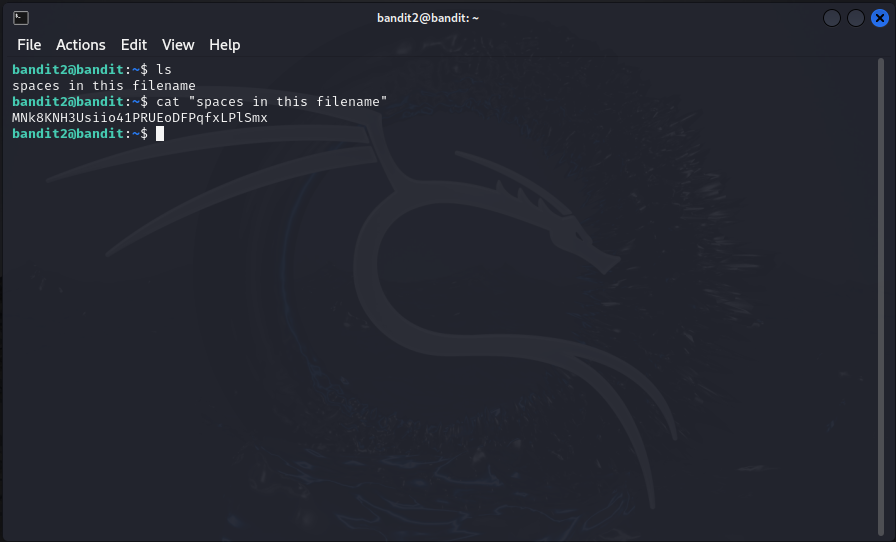 bandit2@bandit: ~
File Actions Edit View Help
bandit2@bandit:~$ ls
spaces in this filename
bandit2@bandit:~$ cat "spaces in this filename"
MNk8KNH3Usiio41PRUEoDFPqfxLPlSmx
bandit2@bandit:~$